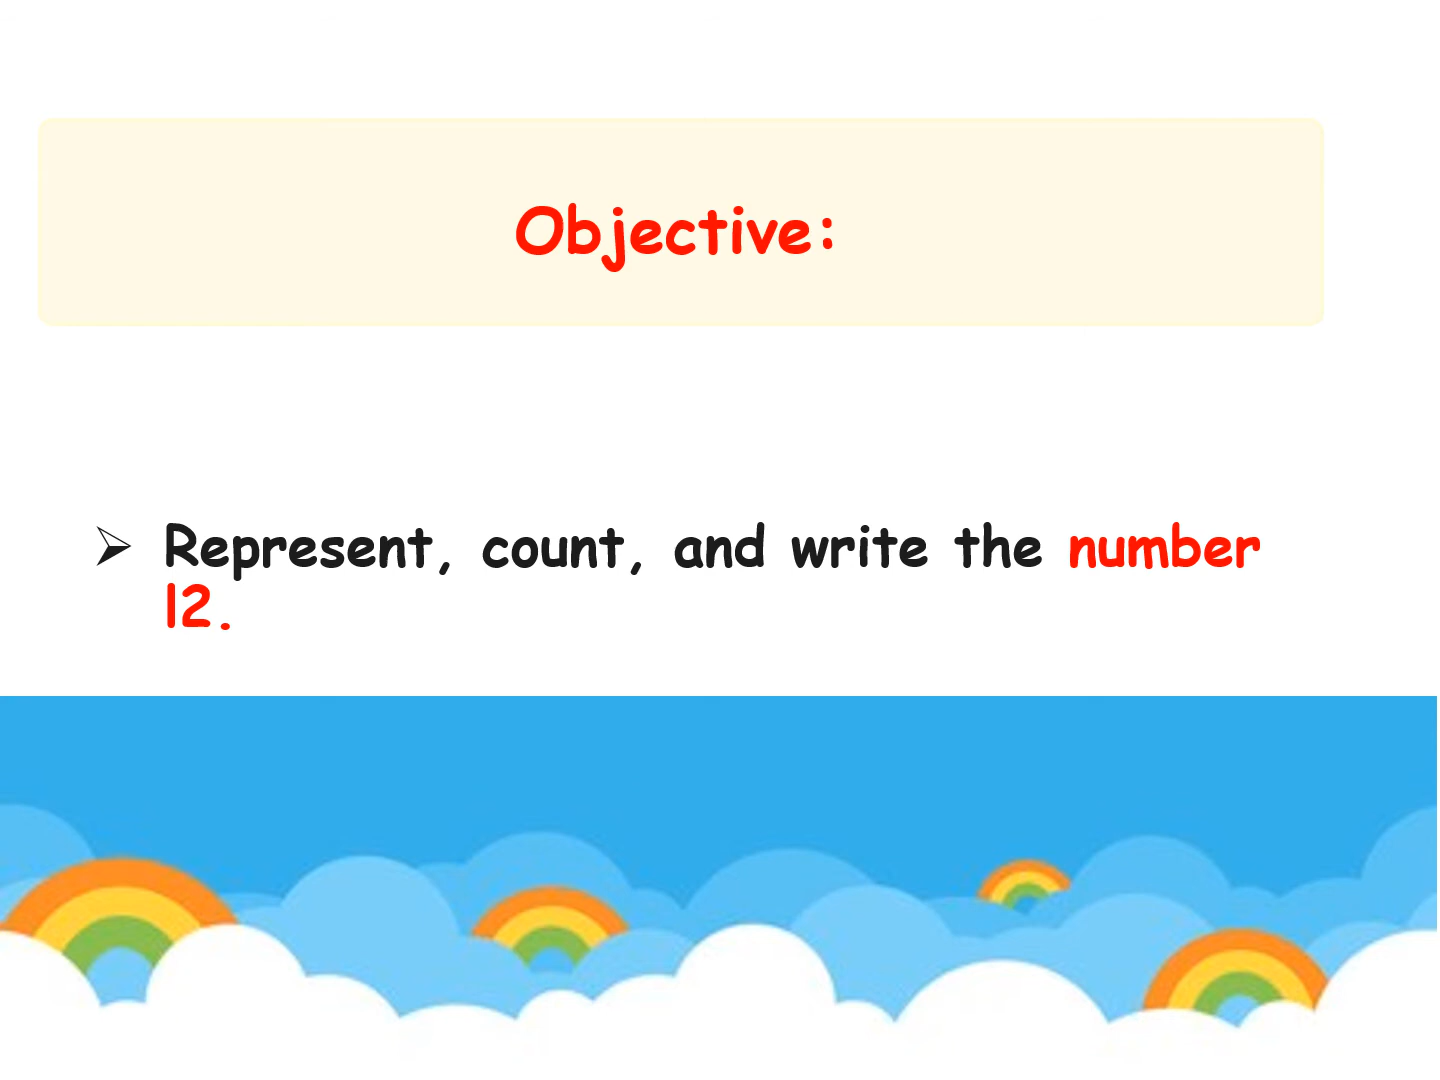 Objective:
➢ Represent, count, and write the number
12.